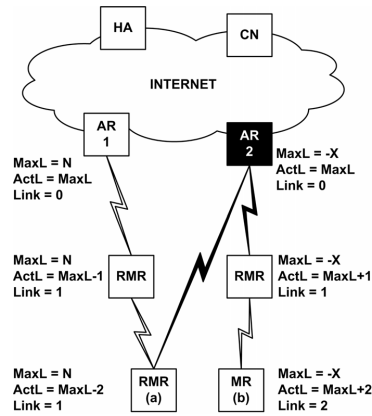 HA
CN
INTERNET
AR
1
AR
2
MaxL = N
ActL = MaxL
Link = 0
MaxL = -X
ActL = MaxL
Link = 0
MaxL = N
ActL = MaxL-1
Link = 1
RMR
RMR
MaxL = -X
ActL = MaxL+1
Link = 1
MaxL = N
ActL = MaxL-2
Link = 1
RMR
(a)
MR
(b)
MaxL = -X
ActL = MaxL+2
Link = 2